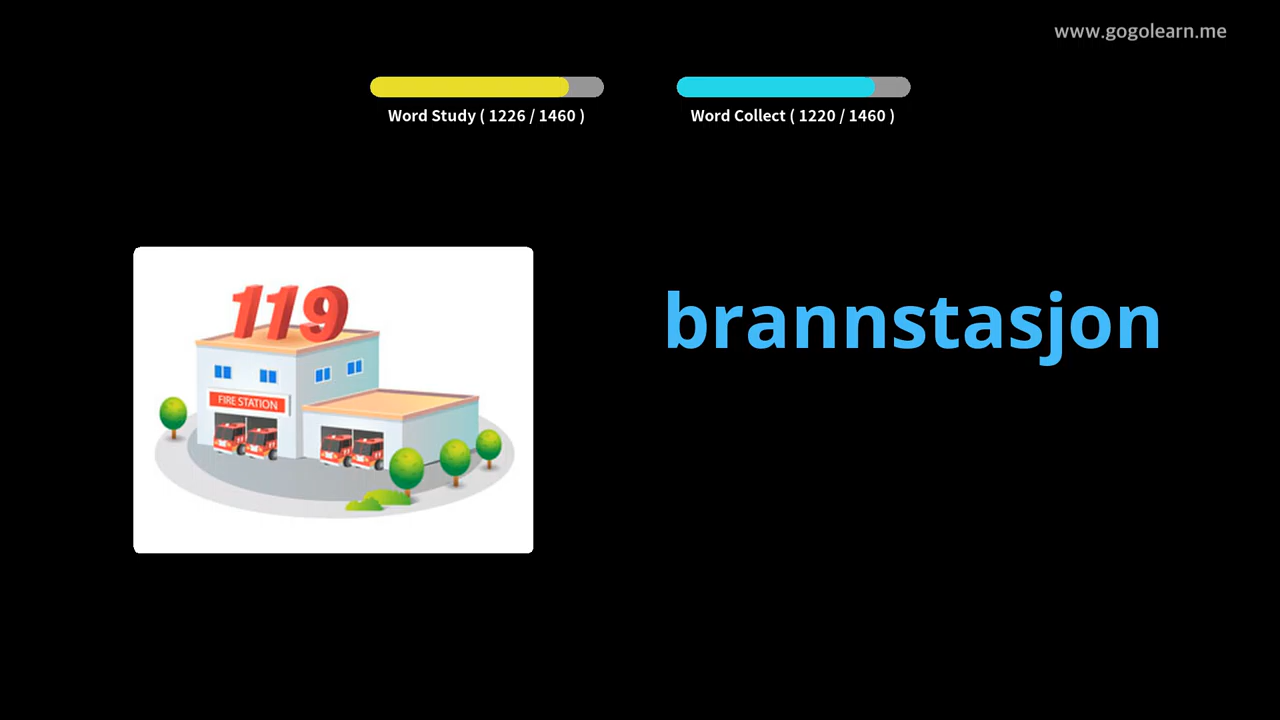 www.gogolearn.me
Word Study ( 1226 / 1460 )
Word Collect ( 1220 / 1460 )
119
FIRE STATION
brannstasjon